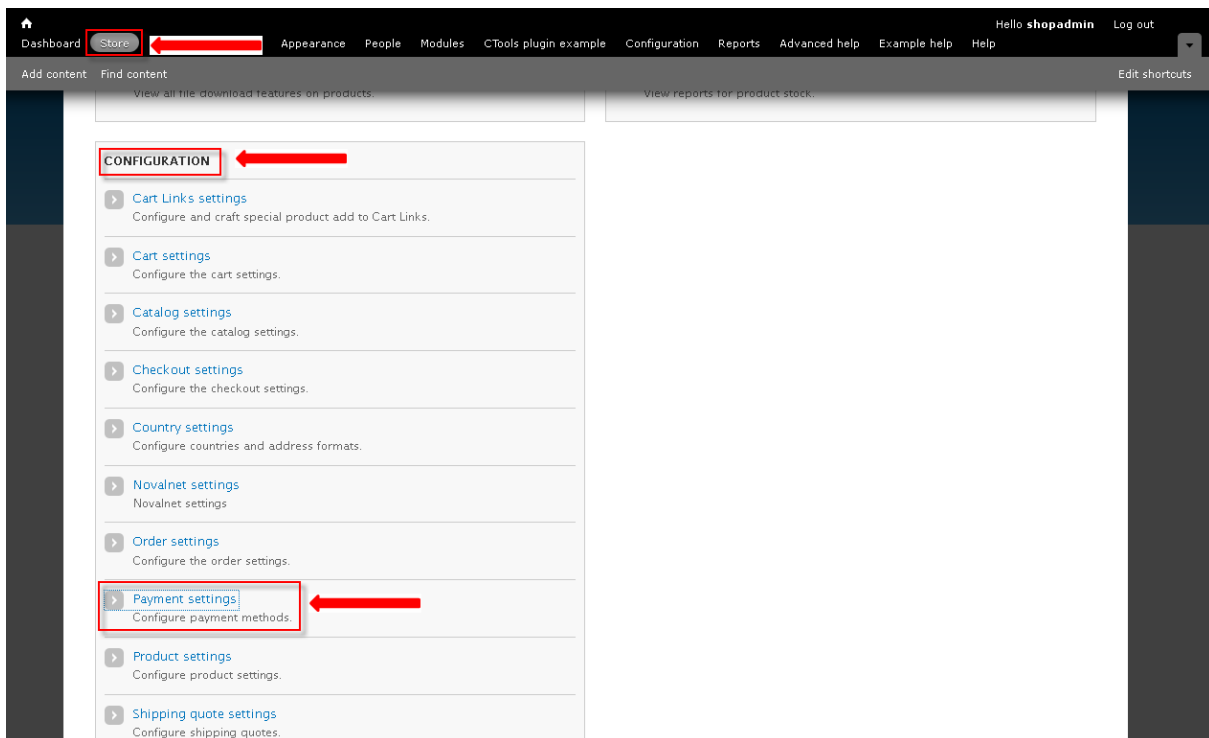 Hello shopadmin Log out
Dashboard Store Appearance People Modules CTools plugin example Configuration Reports Advanced help Example help Help
Add content Find content Edit shortcuts
View all file download features on products. View reports for product stock.
CONFIGURATION
Cart Links settings
Configure and craft special product add to Cart Links.
Cart settings
Configure the cart settings.
Catalog settings
Configure the catalog settings.
Checkout settings
Configure the checkout settings.
Country settings
Configure countries and address formats.
Novalnet settings
Novalnet settings
Order settings
Configure the order settings.
Payment settings
Configure payment methods.
Product settings
Configure product settings.
Shipping quote settings
Configure shipping quotes.